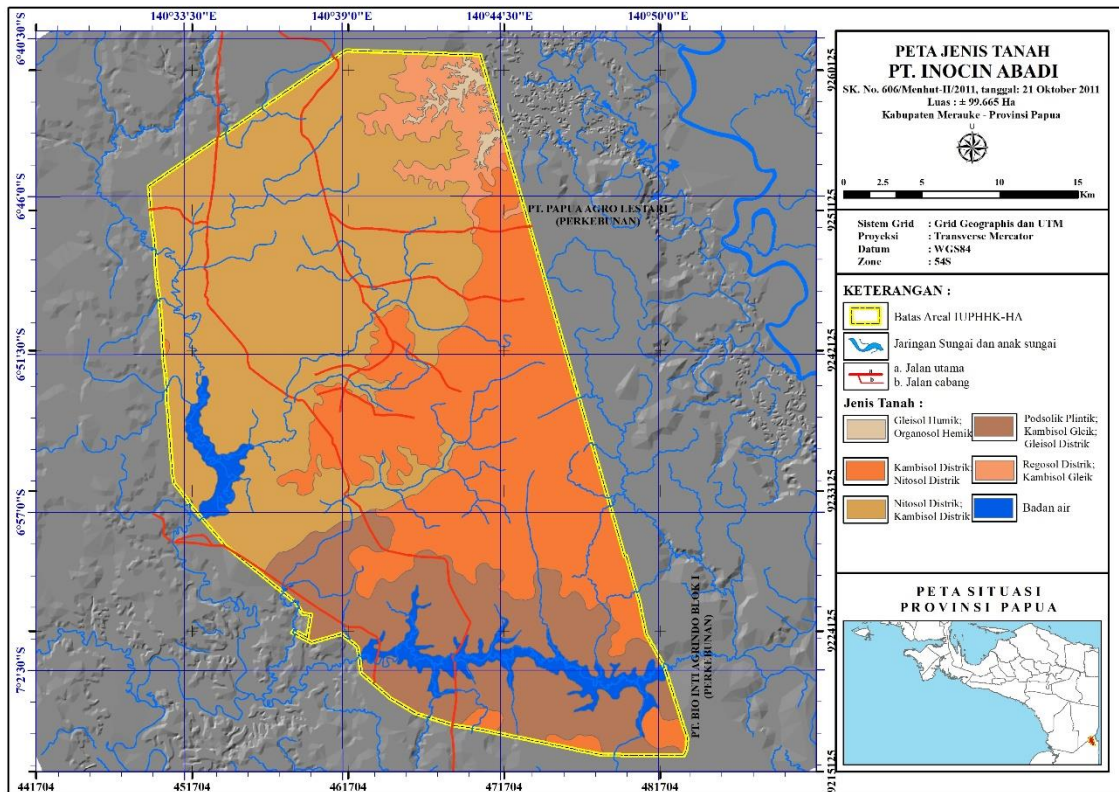 140°33'30"S
140°39'0"S
140°44'30"S
140°50'0"S
6°40'30"S
6°46'0"S
6°51'30"S
6°57'0"S
7°2'30"S
PT. PAPUA AGRO LESTARI
(PERKEBUNAN)
PT. BIO INTI AGRINDO BLOK I
(PERKEBUNAN)
9260125
9251125
9242125
9233125
9224125
9215125
441704
451704
461704
471704
481704
PETA JENIS TANAH
PT. INOCIN ABADI
SK. No. 606/Menhut-II/2011, tanggal: 21 Oktober 2011
Luas : ± 99.665 Ha
Kabupaten Merauke - Provinsi Papua
U
0 2.5 5 10 15
Km
Sistem Grid : Grid Geographis dan UTM
Proyeksi : Transverse Mercator
Datum : WGS84
Zone : 54S
KETERANGAN :
Batas Areal IUPHHK-HA
Jaringan Sungai dan anak sungai
a
b
a. Jalan utama
b. Jalan cabang
Jenis Tanah :
Gleisol Humik;
Organosol Hemik
Podsolik Plintik;
Kambisol Gleik;
Gleisol Distrik
Kambisol Distrik;
Nitosol Distrik
Regosol Distrik;
Kambisol Gleik
Nitosol Distrik;
Kambisol Distrik
Badan air
PETA SITUASI
PROVINSI PAPUA